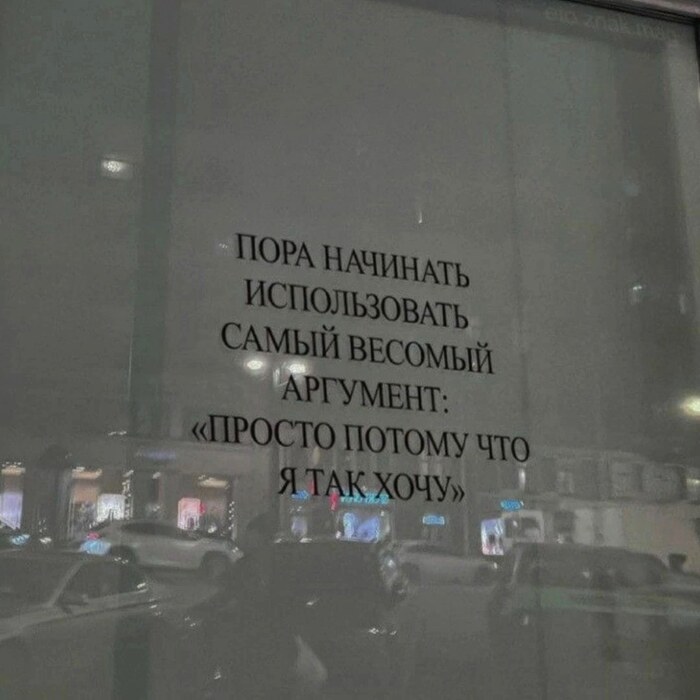 ПОРА НАЧИНАТЬ
ИСПОЛЬЗОВАТЬ
САМЫЙ ВЕСОМЫЙ
АРГУМЕНТ:
«ПРОСТО ПОТОМУ ЧТО
Я ТАК ХОЧУ»